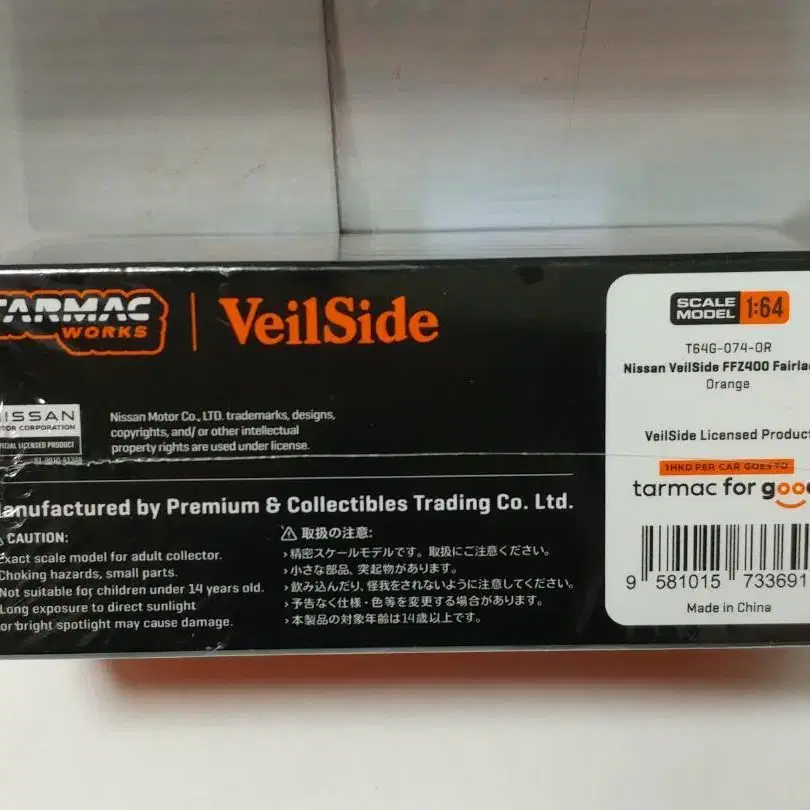 TARMAC
WORKS
VeilSide
NISSAN
MOTOR CORPORATION
OFFICIAL LICENSED PRODUCT
Nissan Motor Co., LTD. trademarks, designs,
copyrights, and/ or other intellectual
property rights are used under license.
Manufactured by Premium & Collectibles Trading Co. Ltd.
CAUTION:
Exact scale model for adult collector.
Choking hazards, small parts.
Not suitable for children under 14 years old.
Long exposure to direct sunlight
or bright spotlight may cause damage.
取扱の注意:
›精密スケールモデルです。取扱にご注意ください。
›小さな部品、突起物があります。
›飲み込んだり、怪我をされないように注意してください。
›予告なく仕様・色等を変更する場合があります。
›本製品の対象年齢は14歳以上です。
SCALE
MODEL 1:64
T64G-074-OR
Nissan VeilSide FFZ400 Fairla
Orange
VeilSide Licensed Product
1HKD PER CAR GOES TO
tarmac for good
9 581015 733691
Made in China